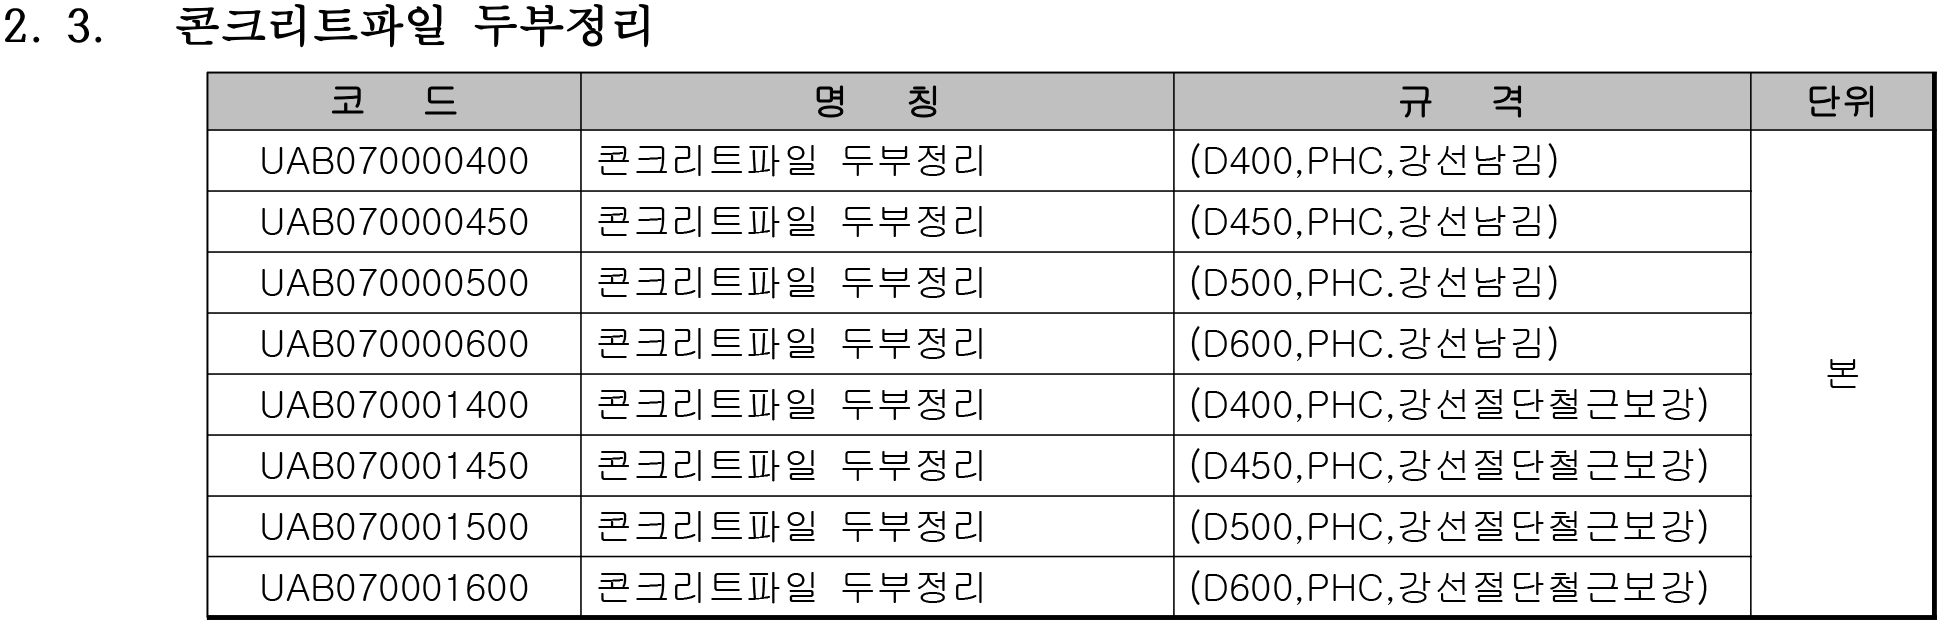 2. 3. 콘크리트파일 두부정리
코 드 명 칭 규 격 단위
UAB070000400 콘크리트파일 두부정리 (D400,PHC,강선남김)
UAB070000450 콘크리트파일 두부정리 (D450,PHC,강선남김)
UAB070000500 콘크리트파일 두부정리 (D500,PHC.강선남김)
UAB070000600 콘크리트파일 두부정리 (D600,PHC.강선남김)
본
UAB070001400 콘크리트파일 두부정리 (D400,PHC,강선절단철근보강)
UAB070001450 콘크리트파일 두부정리 (D450,PHC,강선절단철근보강)
UAB070001500 콘크리트파일 두부정리 (D500,PHC,강선절단철근보강)
UAB070001600 콘크리트파일 두부정리 (D600,PHC,강선절단철근보강)